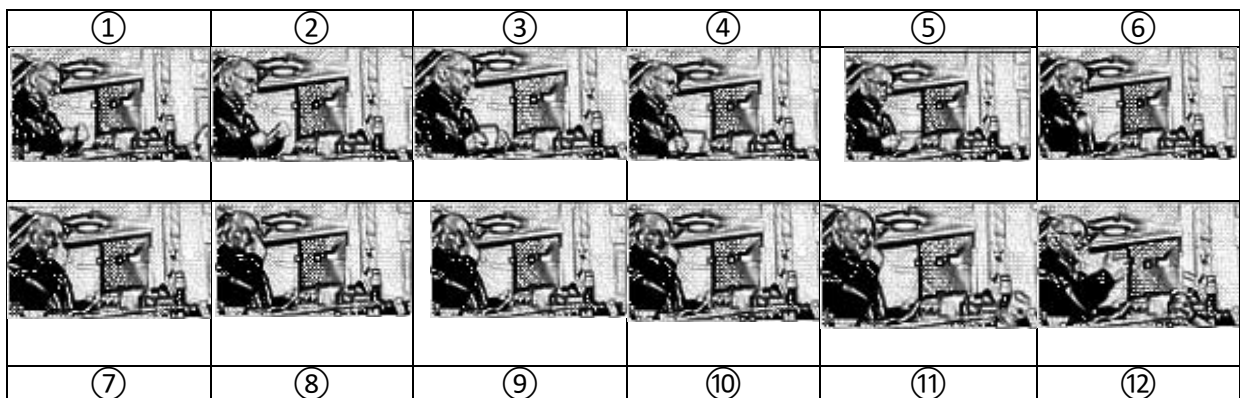 ① ② ③ ④ ⑤ ⑥
⑦ ⑧ ⑨ ⑩ ⑪ ⑫